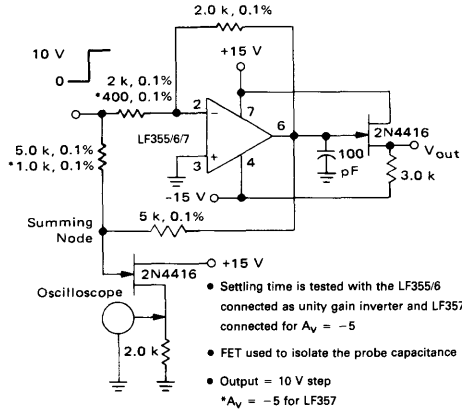 2.0 k, 0.1%
+15 V
10 V
0
2 k, 0.1%
*400, 0.1%
2
7
6
LF355/6/7
3
4
2N4416
Vout
100
pF
3.0 k
5.0 k, 0.1%
*1.0 k, 0.1%
-15 V
5 k, 0.1%
Summing
Node
+15 V
2N4416
Oscilloscope
2.0 k
• Settling time is tested with the LF355/6
connected as unity gain inverter and LF357
connected for Av = -5
• FET used to isolate the probe capacitance
• Output = 10 V step
*Av = -5 for LF357